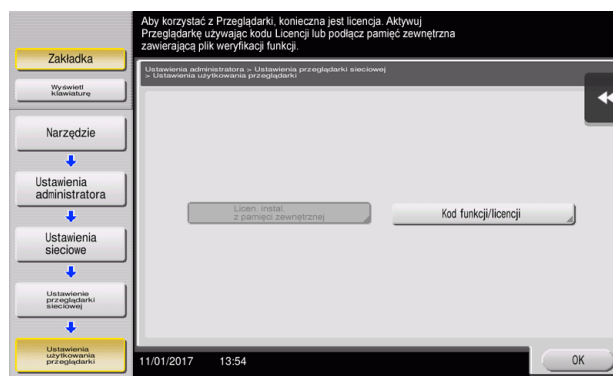 Aby korzystać z Przeglądarki, konieczna jest licencja. Aktywuj
Przeglądarkę używając kodu Licencji lub podłącz pamięć zewnętrzna
zawierającą plik weryfikacji funkcji.
Zakładka
Wyświetl
klawiaturę
Ustawienia administratora > Ustawienia przeglądarki sieciowej
> Ustawienia użytkowania przeglądarki
Narzędzie
Ustawienia
administratora
Ustawienia
sieciowe
Ustawienie
przeglądarki
sieciowej
Ustawienia
użytkowania
przeglądarki
Licen. instal.
z pamięci zewnętrznej
Kod funkcji/licencji
11/01/2017 13:54
OK